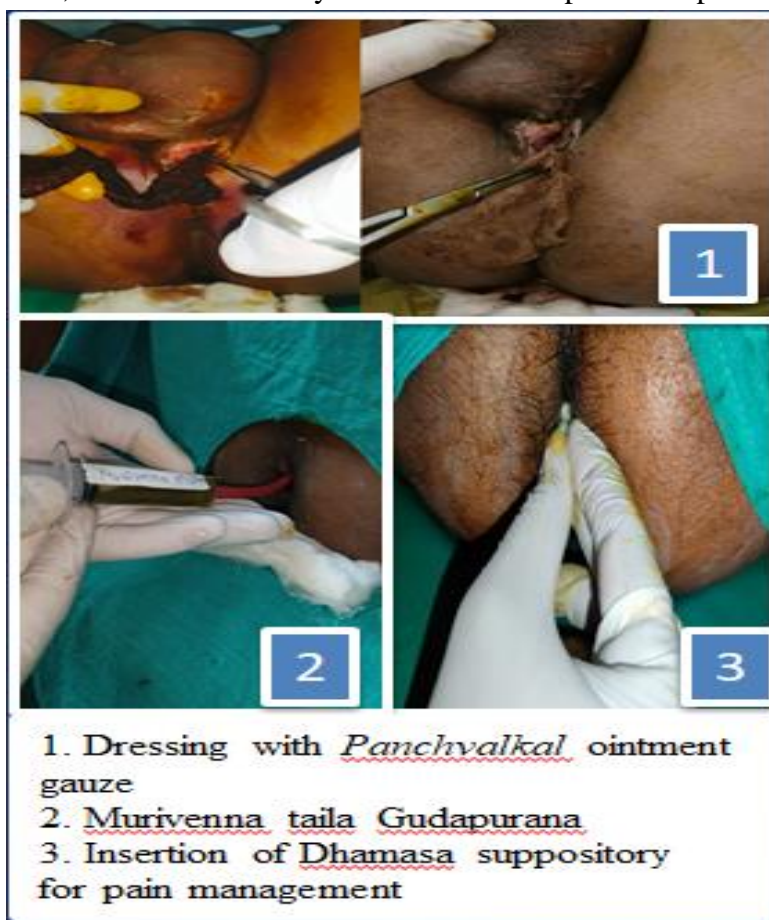 1
2
3
1. Dressing with Panchvalkal ointment
gauze
2. Murivenna taila Gudapurana
3. Insertion of Dhamasa suppository
for pain management